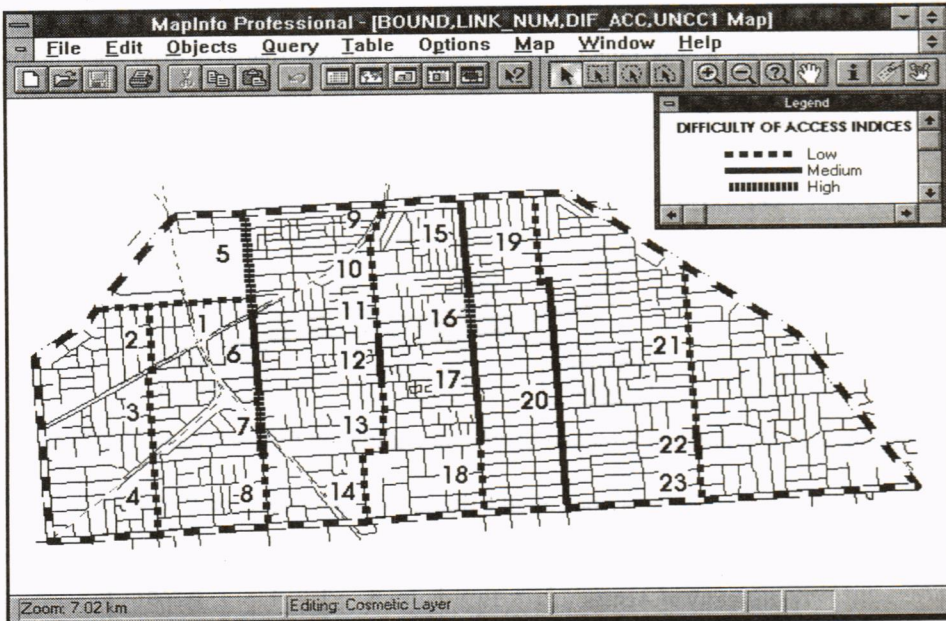 MapInfo Professional - [BOUND,LINK_NUM,DIF_ACC,UNCC1 Map]
File Edit Objects Query Table Options Map Window Help
Legend
DIFFICULTY OF ACCESS INDICES
Low
Medium
High
9
15
19
5
10
1
11
2
16
6
12
21
17
3
20
7
13
22
18
4
8
14
23
Zoom: 7.02 km
Editing: Cosmetic Layer